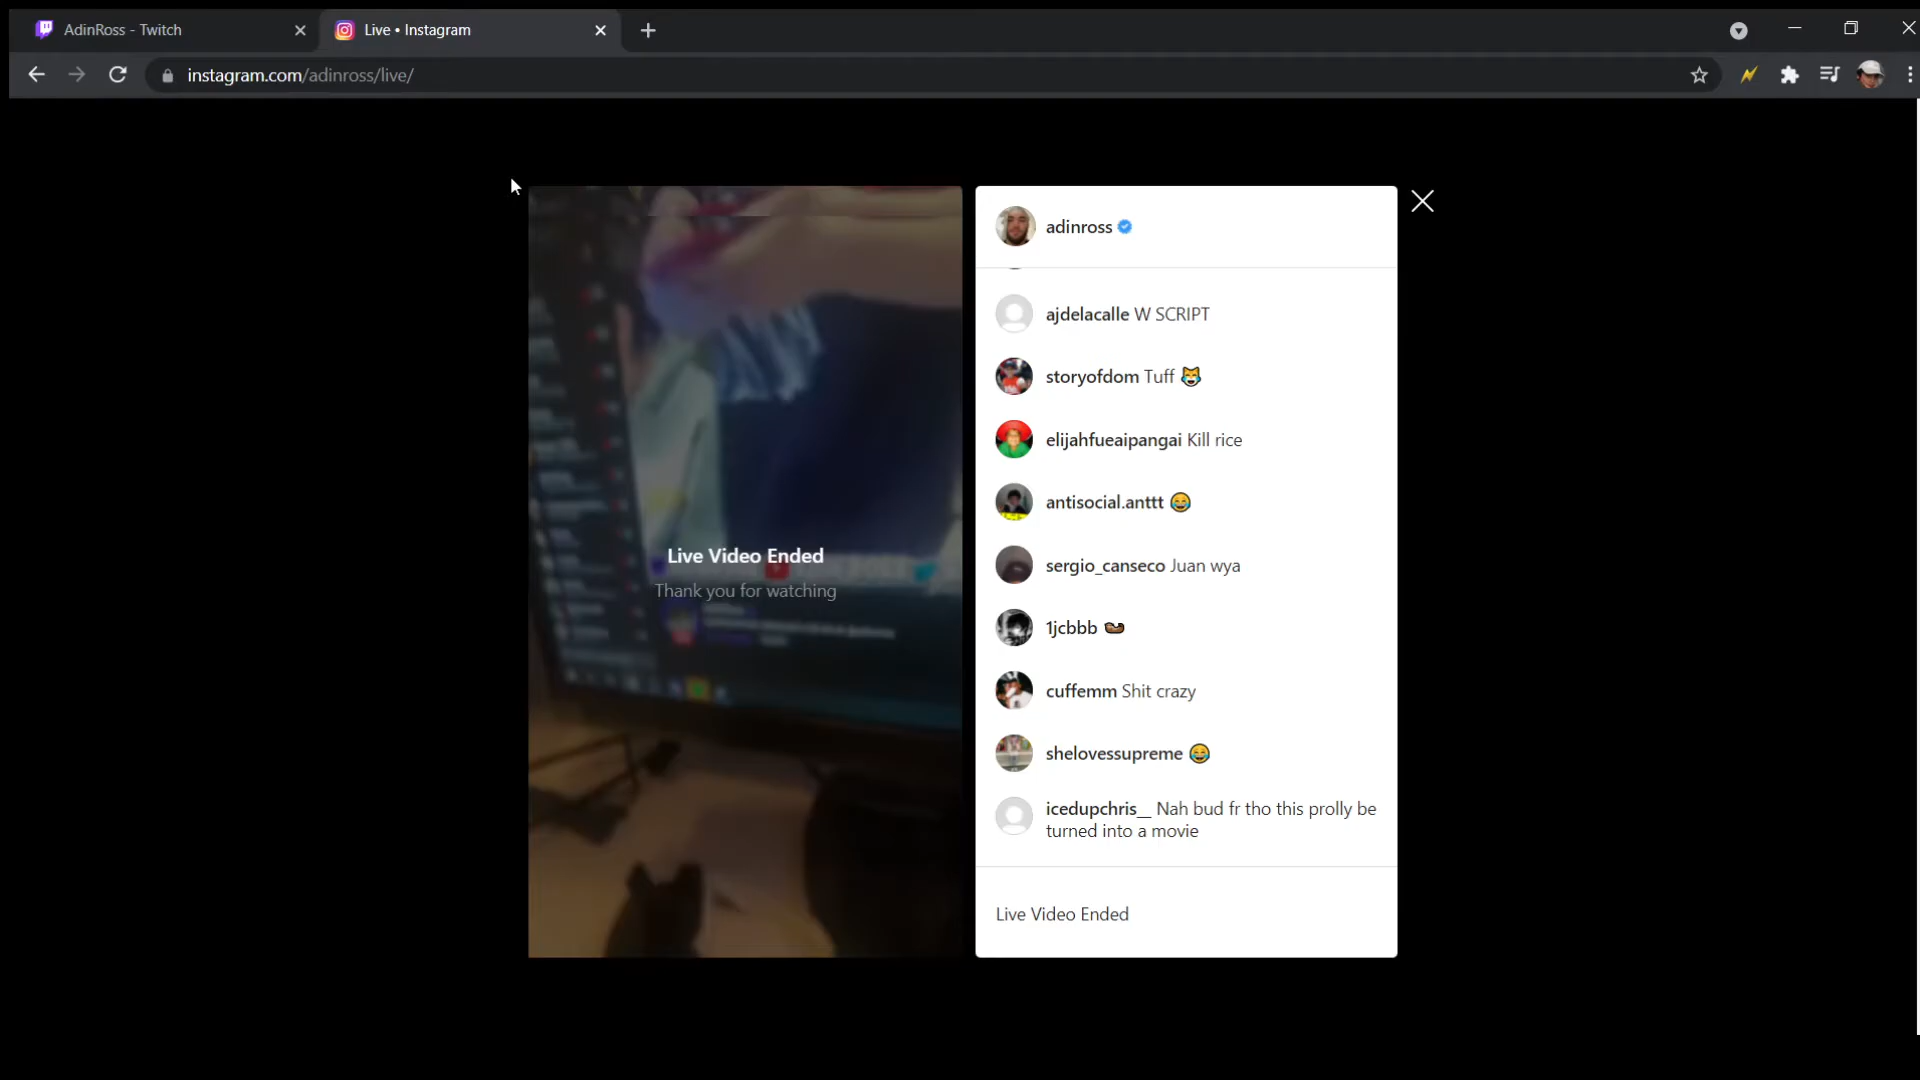 AdinRoss - Twitch
Live • Instagram
instagram.com/adinross/live/
adinross
ajdelacalle W SCRIPT
storyofdom Tuff 😹
elijahfueaipangai Kill rice
antisocial.anttt 😂
sergio_canseco Juan wya
1jcbbb
cuffemm Shit crazy
shelovessupreme 😂
icedupchris__ Nah bud fr tho this prolly be
turned into a movie
Live Video Ended
Thank you for watching
Live Video Ended